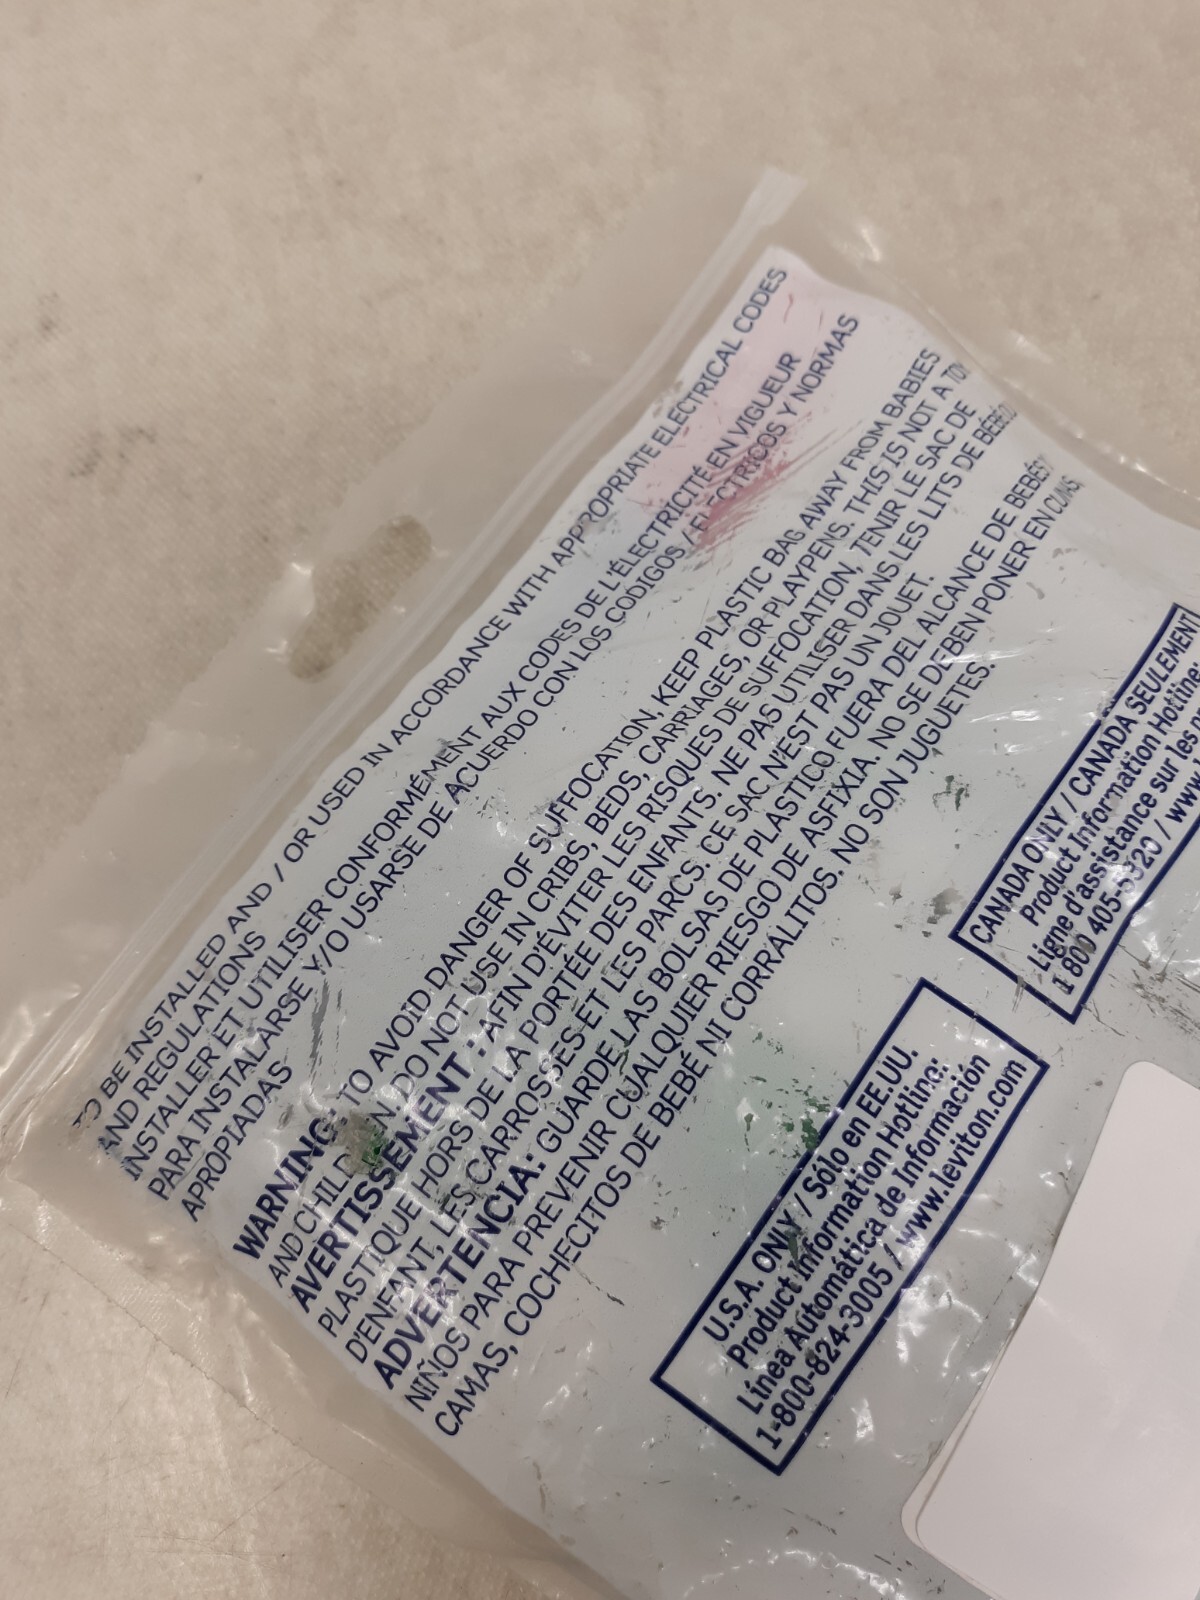 TO BE INSTALLED AND / OR USED IN ACCORDANCE WITH APPROPRIATE ELECTRICAL CODES
AND REGULATIONS
INSTALLER ET UTILISER CONFORMÉMENT AUX CODES DE L'ÉLECTRICITÉ EN VIGUEUR
PARA INSTALARSE Y/O USARSE DE ACUERDO CON LOS CODIGOS / ELECTRICOS Y NORMAS
APROPIADAS
WARNING: TO AVOID DANGER OF SUFFOCATION, KEEP PLASTIC BAG AWAY FROM BABIES
AND CHILDREN. DO NOT USE IN CRIBS, BEDS, CARRIAGES, OR PLAYPENS. THIS IS NOT A TOY.
AVERTISSEMENT : AFIN D'ÉVITER LES RISQUES DE SUFFOCATION, TENIR LE SAC DE
PLASTIQUE HORS DE LA PORTÉE DES ENFANTS. NE PAS UTILISER DANS LES LITS DE BÉBÉ OU
D'ENFANT, LES CARROSSES ET LES PARCS. CE SAC N'EST PAS UN JOUET.
ADVERTENCIA: GUARDE LAS BOLSAS DE PLASTICO FUERA DEL ALCANCE DE BEBÉS Y
NIÑOS PARA PREVENIR CUALQUIER RIESGO DE ASFIXIA. NO SE DEBEN PONER EN CUNAS,
CAMAS, COCHECITOS DE BEBÉ NI CORRALITOS. NO SON JUGUETES.
U.S.A. ONLY / Sólo en EE.UU.
Product Information Hotline:
Línea Automática de Información
1-800-824-3005 / www.leviton.com
CANADA ONLY / CANADA SEULEMENT
Product Information Hotline:
Ligne d'assistance sur les
1 800 405-5320 / www.